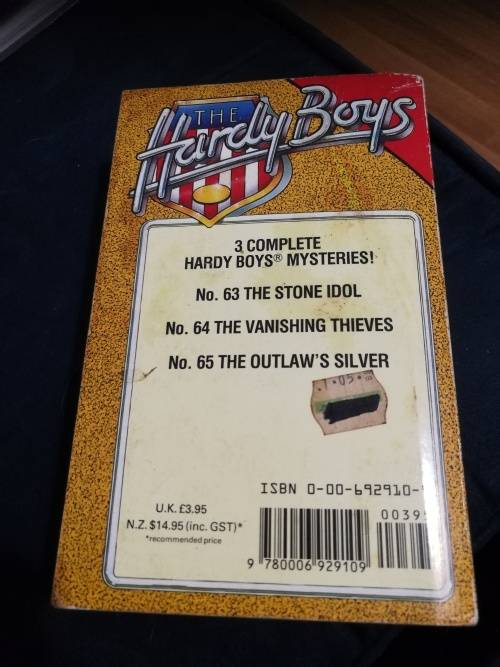 THE
Hardy Boys
3 COMPLETE
HARDY BOYS® MYSTERIES!
No. 63 THE STONE IDOL
No. 64 THE VANISHING THIEVES
No. 65 THE OUTLAW'S SILVER
ISBN 0-00-692910-
U.K. £3.95
N.Z. $14.95 (inc. GST)*
*recommended price
0039
9 780006 929109